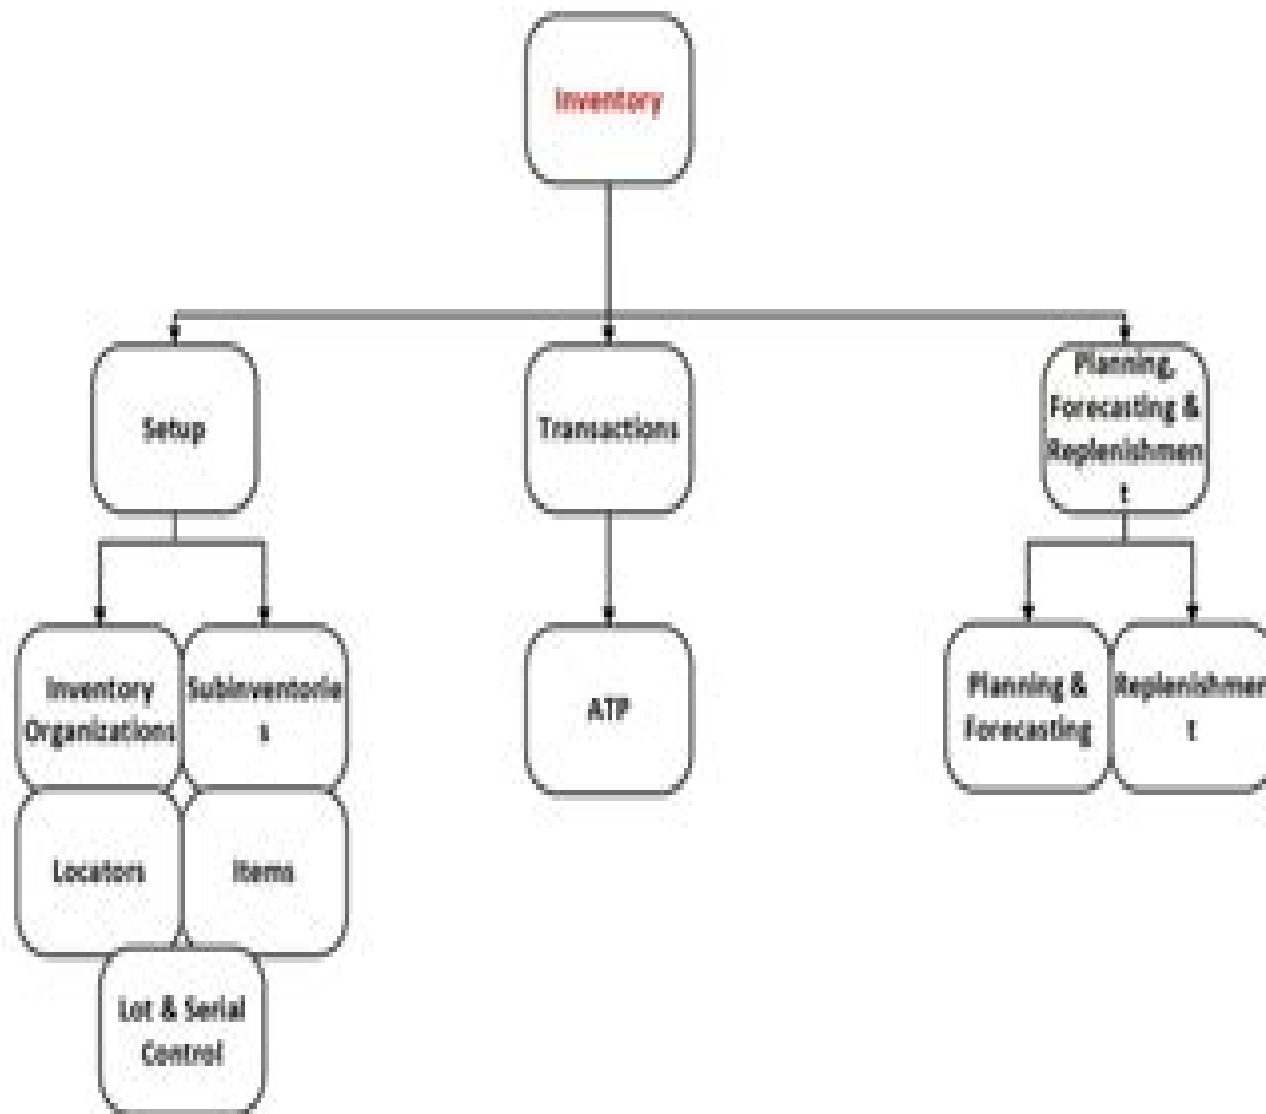 Inventory
Setup
Transactions
Planning,
Forecasting &
Replenishmen
t
Inventory
Organizations
Subinventorie
s
ATP
Planning &
Forecasting
Replenishmen
t
Locators
Items
Lot & Serial
Control